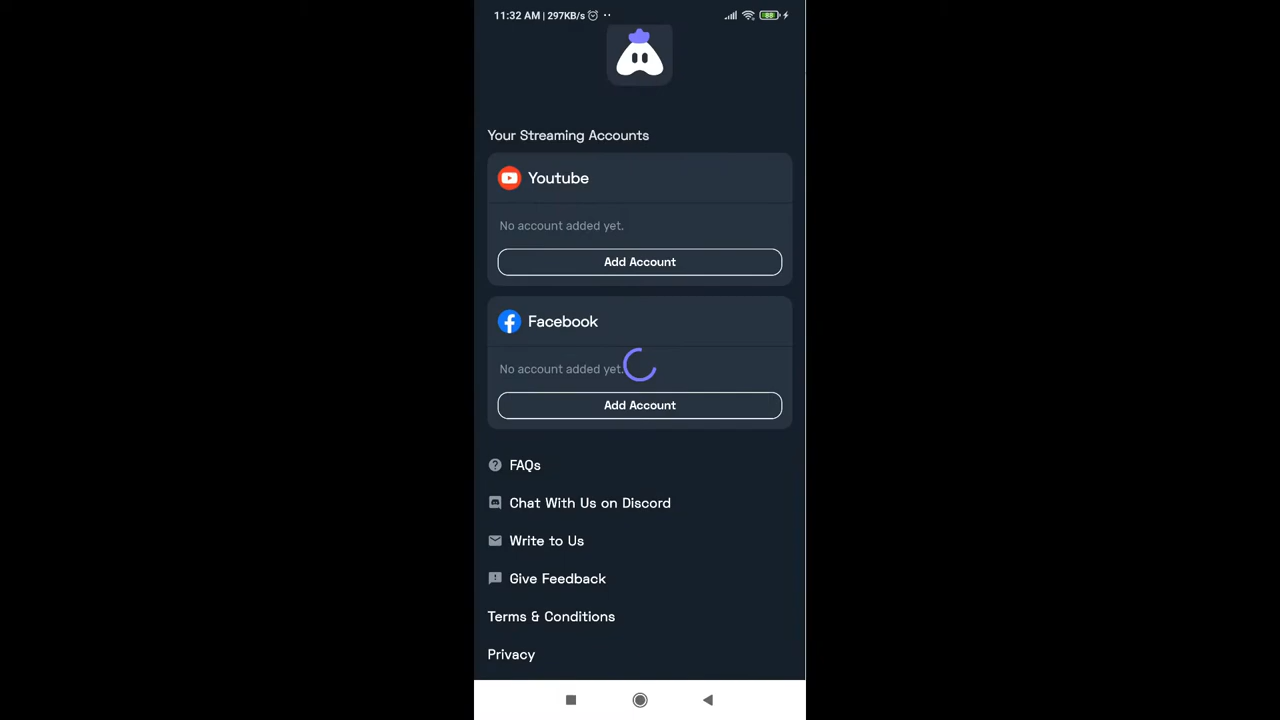 11:32 AM | 297KB/s
88
Your Streaming Accounts
Youtube
No account added yet.
Add Account
Facebook
No account added yet.
Add Account
FAQs
Chat With Us on Discord
Write to Us
Give Feedback
Terms & Conditions
Privacy